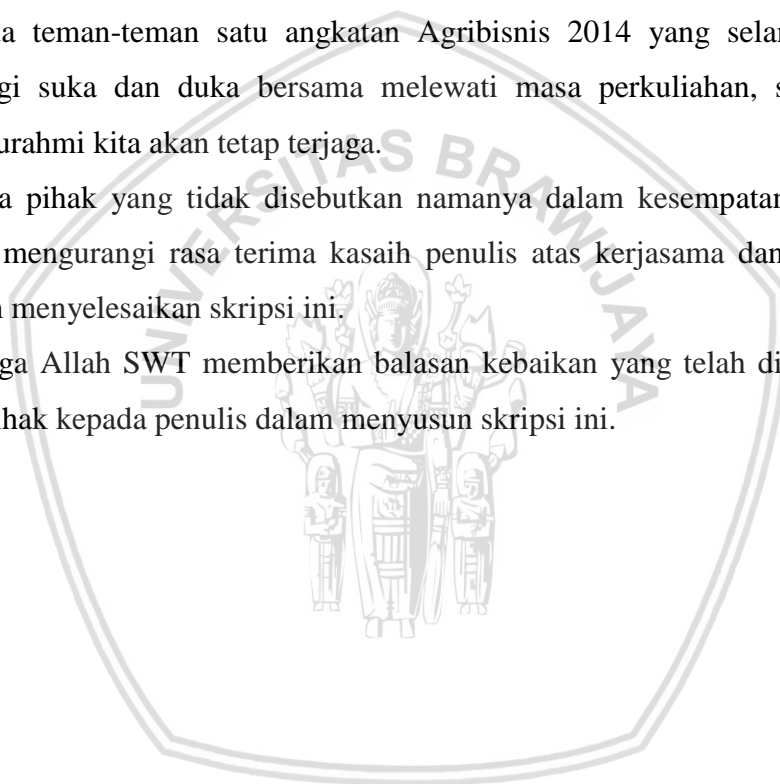 a teman-teman satu angkatan Agribisnis 2014 yang selar
gi suka dan duka bersama melewati masa perkuliahan, s
urahmi kita akan tetap terjaga.
a pihak yang tidak disebutkan namanya dalam kesempatan
mengurangi rasa terima kasaih penulis atas kerjasama dan
menyelesaikan skripsi ini.
ga Allah SWT memberikan balasan kebaikan yang telah di
ihak kepada penulis dalam menyusun skripsi ini.
UNIVERSITAS BRAWIJAYA